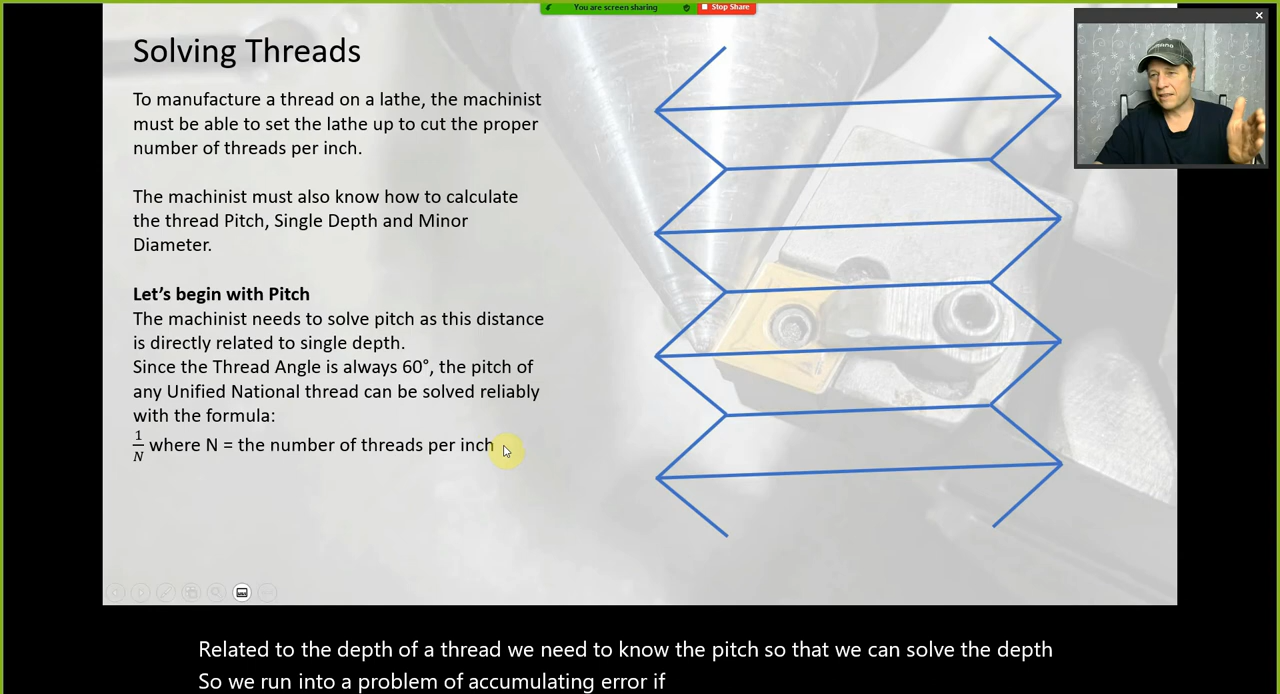 You are screen sharing
Stop Share
Solving Threads
To manufacture a thread on a lathe, the machinist
must be able to set the lathe up to cut the proper
number of threads per inch.
The machinist must also know how to calculate
the thread Pitch, Single Depth and Minor
Diameter.
Let's begin with Pitch
The machinist needs to solve pitch as this distance
is directly related to single depth.
Since the Thread Angle is always 60°, the pitch of
any Unified National thread can be solved reliably
with the formula:
1/N where N = the number of threads per inch
Related to the depth of a thread we need to know the pitch so that we can solve the depth
So we run into a problem of accumulating error if